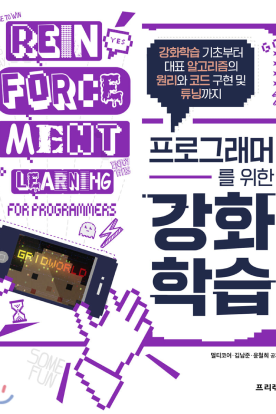 REIN
FORCE
MENT
LEARNING
FOR PROGRAMMERS
YES
GRIDWORLD
SOME
FUN
강화학습 기초부터
대표 알고리즘의
원리와 코드 구현 및
튜닝까지
프로그래머
를 위한
강화
학습
멀티코어·김남준·윤철희 공
프리렉